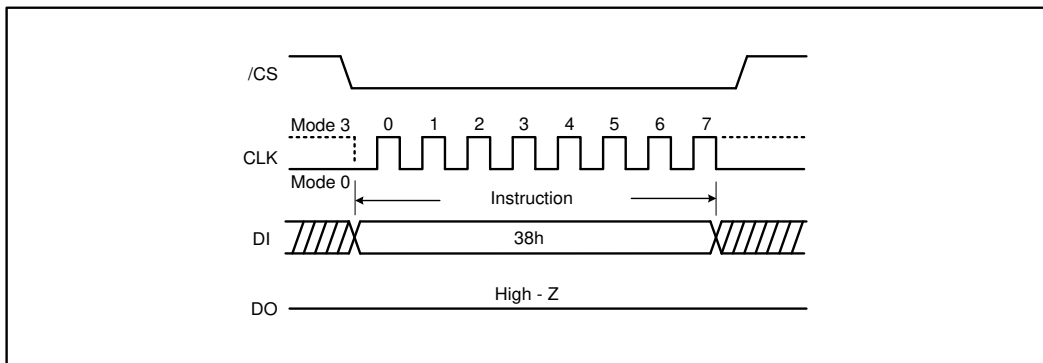 /CS
Mode 3 0 1 2 3 4 5 6 7
CLK
Mode 0
Instruction
DI 38h
High - Z
DO